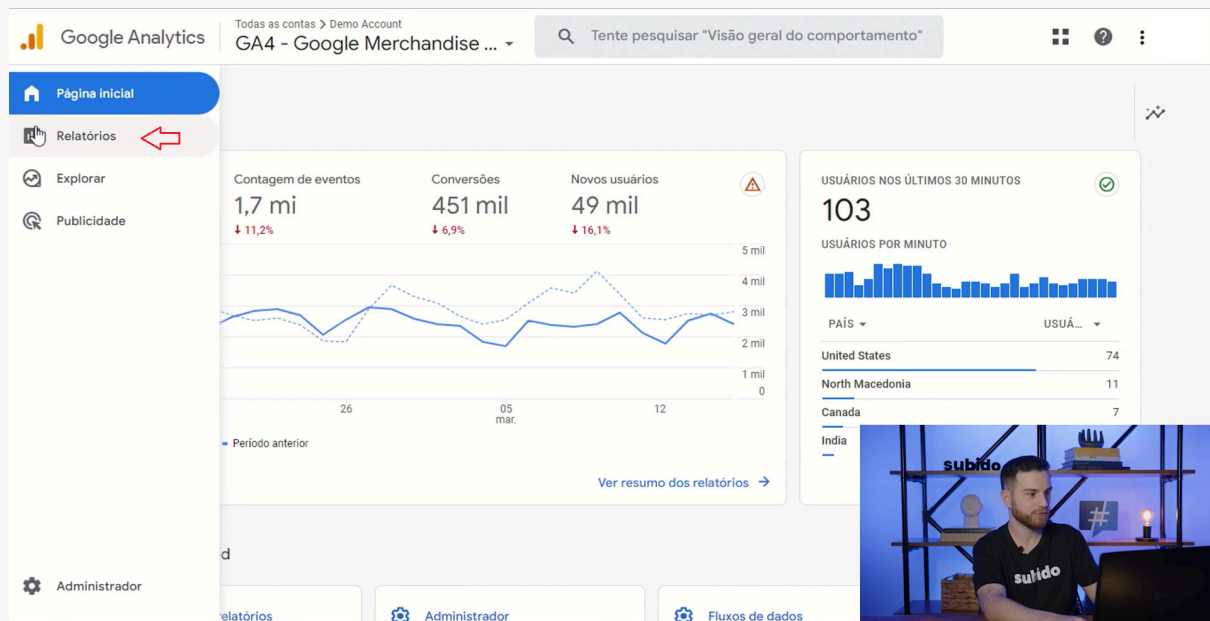 Google Analytics
Todas as contas > Demo Account
GA4 - Google Merchandise ...
Tente pesquisar "Visão geral do comportamento"
Página inicial
Relatórios
Explorar
Publicidade
Administrador
Contagem de eventos
1,7 mi
11,2%
Conversões
451 mil
6,9%
Novos usuários
49 mil
16,1%
5 mil
4 mil
3 mil
2 mil
1 mil
0
26
05
mar.
12
Período anterior
Ver resumo dos relatórios
USUÁRIOS NOS ÚLTIMOS 30 MINUTOS
103
USUÁRIOS POR MINUTO
PAÍS
USUÁ...
United States
74
North Macedonia
11
Canada
7
India
d
relatórios
Administrador
Fluxos de dados
subido
#
subido